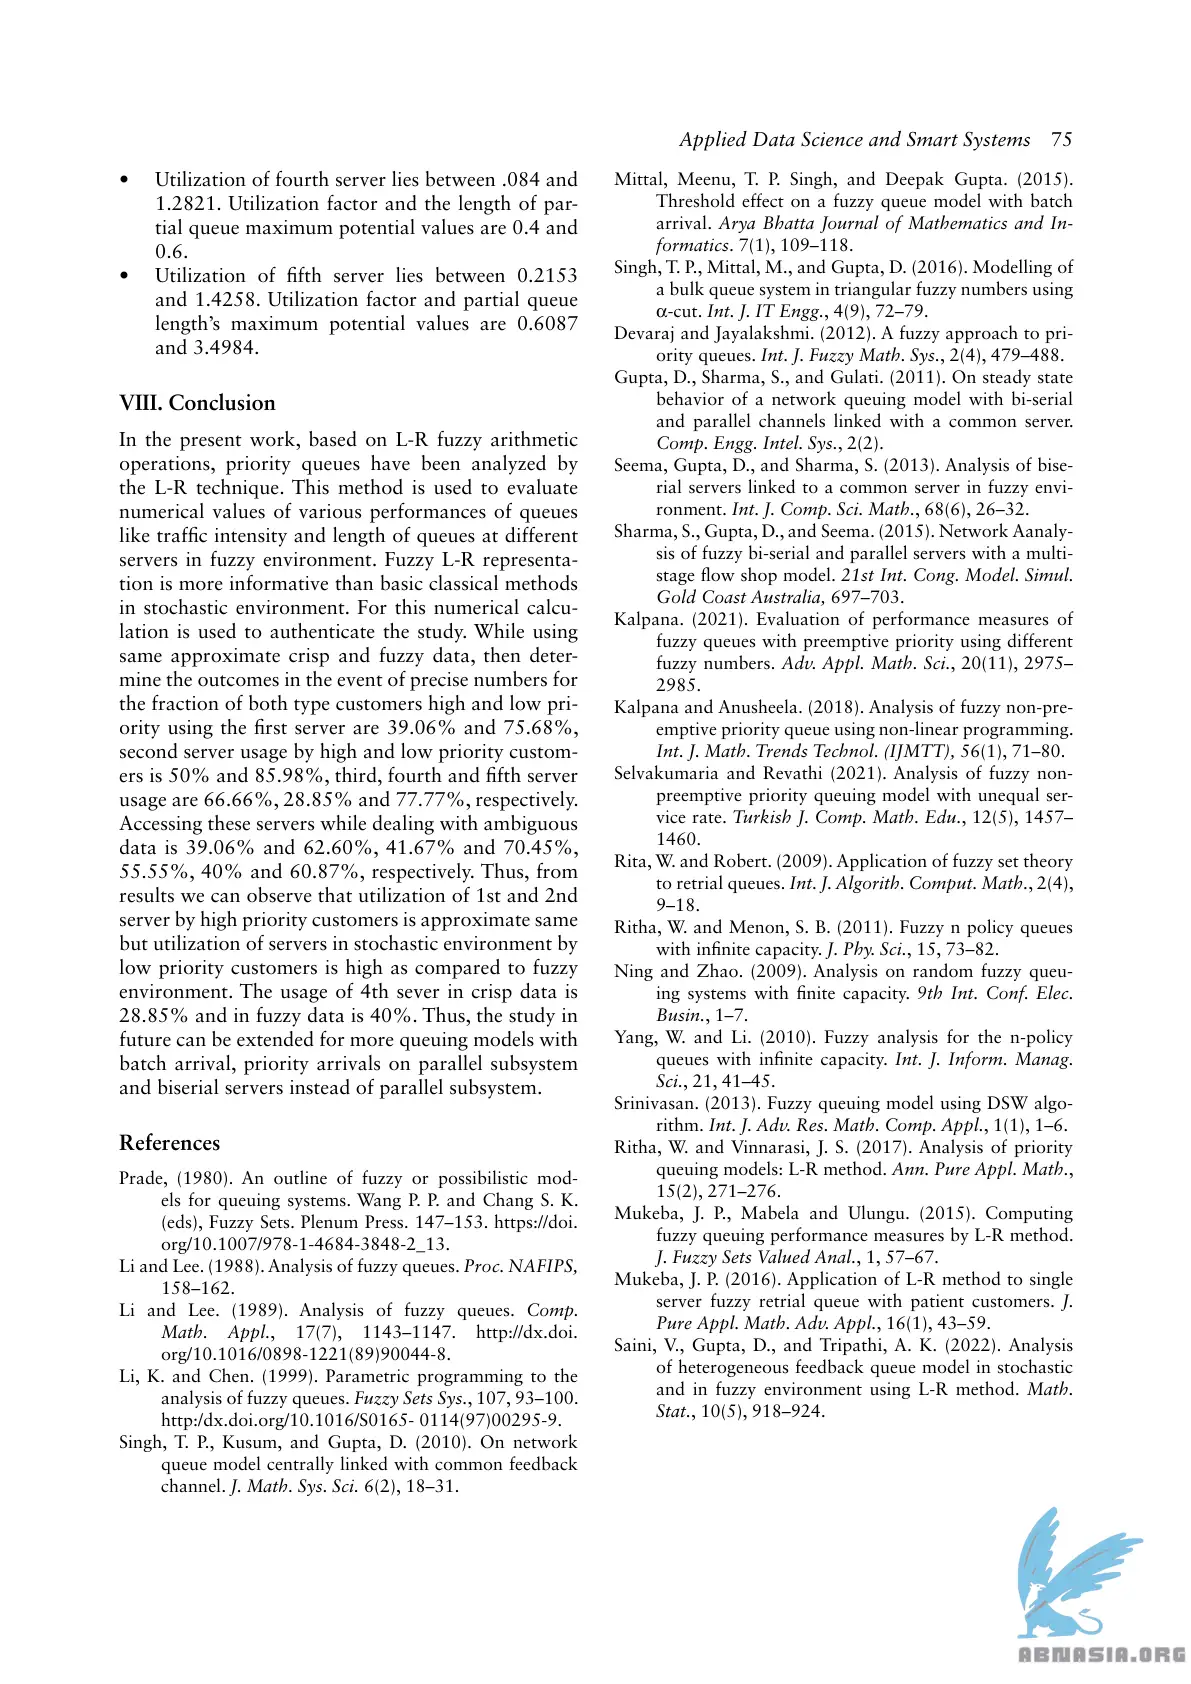 Applied Data Science and Smart Systems 75
• Utilization of fourth server lies between .084 and
1.2821. Utilization factor and the length of par-
tial queue maximum potential values are 0.4 and
0.6.
• Utilization of fifth server lies between 0.2153
and 1.4258. Utilization factor and partial queue
length's maximum potential values are 0.6087
and 3.4984.
VIII. Conclusion
In the present work, based on L-R fuzzy arithmetic
operations, priority queues have been analyzed by
the L-R technique. This method is used to evaluate
numerical values of various performances of queues
like traffic intensity and length of queues at different
servers in fuzzy environment. Fuzzy L-R representa-
tion is more informative than basic classical methods
in stochastic environment. For this numerical calcu-
lation is used to authenticate the study. While using
same approximate crisp and fuzzy data, then deter-
mine the outcomes in the event of precise numbers for
the fraction of both type customers high and low pri-
ority using the first server are 39.06% and 75.68%,
second server usage by high and low priority custom-
ers is 50% and 85.98%, third, fourth and fifth server
usage are 66.66%, 28.85% and 77.77%, respectively.
Accessing these servers while dealing with ambiguous
data is 39.06% and 62.60%, 41.67% and 70.45%,
55.55%, 40% and 60.87%, respectively. Thus, from
results we can observe that utilization of 1st and 2nd
server by high priority customers is approximate same
but utilization of servers in stochastic environment by
low priority customers is high as compared to fuzzy
environment. The usage of 4th sever in crisp data is
28.85% and in fuzzy data is 40%. Thus, the study in
future can be extended for more queuing models with
batch arrival, priority arrivals on parallel subsystem
and biserial servers instead of parallel subsystem.
References
Prade, (1980). An outline of fuzzy or possibilistic mod-
els for queuing systems. Wang P. P. and Chang S. K.
(eds), Fuzzy Sets. Plenum Press. 147–153. https://doi.
org/10.1007/978-1-4684-3848-2_13.
Li and Lee. (1988). Analysis of fuzzy queues. Proc. NAFIPS,
158–162.
Li and Lee. (1989). Analysis of fuzzy queues. Comp.
Math. Appl., 17(7), 1143–1147. http://dx.doi.
org/10.1016/0898-1221(89)90044-8.
Li, K. and Chen. (1999). Parametric programming to the
analysis of fuzzy queues. Fuzzy Sets Sys., 107, 93–100.
http:/dx.doi.org/10.1016/S0165- 0114(97)00295-9.
Singh, T. P., Kusum, and Gupta, D. (2010). On network
queue model centrally linked with common feedback
channel. J. Math. Sys. Sci. 6(2), 18–31.
Mittal, Meenu, T. P. Singh, and Deepak Gupta. (2015).
Threshold effect on a fuzzy queue model with batch
arrival. Arya Bhatta Journal of Mathematics and In-
formatics. 7(1), 109–118.
Singh, T. P., Mittal, M., and Gupta, D. (2016). Modelling of
a bulk queue system in triangular fuzzy numbers using
α-cut. Int. J. IT Engg., 4(9), 72–79.
Devaraj and Jayalakshmi. (2012). A fuzzy approach to pri-
ority queues. Int. J. Fuzzy Math. Sys., 2(4), 479–488.
Gupta, D., Sharma, S., and Gulati. (2011). On steady state
behavior of a network queuing model with bi-serial
and parallel channels linked with a common server.
Comp. Engg. Intel. Sys., 2(2).
Seema, Gupta, D., and Sharma, S. (2013). Analysis of bise-
rial servers linked to a common server in fuzzy envi-
ronment. Int. J. Comp. Sci. Math., 68(6), 26–32.
Sharma, S., Gupta, D., and Seema. (2015). Network Aanaly-
sis of fuzzy bi-serial and parallel servers with a multi-
stage flow shop model. 21st Int. Cong. Model. Simul.
Gold Coast Australia, 697–703.
Kalpana. (2021). Evaluation of performance measures of
fuzzy queues with preemptive priority using different
fuzzy numbers. Adv. Appl. Math. Sci., 20(11), 2975–
2985.
Kalpana and Anusheela. (2018). Analysis of fuzzy non-pre-
emptive priority queue using non-linear programming.
Int. J. Math. Trends Technol. (IJMTT), 56(1), 71–80.
Selvakumaria and Revathi (2021). Analysis of fuzzy non-
preemptive priority queuing model with unequal ser-
vice rate. Turkish J. Comp. Math. Edu., 12(5), 1457–
1460.
Rita, W. and Robert. (2009). Application of fuzzy set theory
to retrial queues. Int. J. Algorith. Comput. Math., 2(4),
9–18.
Ritha, W. and Menon, S. B. (2011). Fuzzy n policy queues
with infinite capacity. J. Phy. Sci., 15, 73–82.
Ning and Zhao. (2009). Analysis on random fuzzy queu-
ing systems with finite capacity. 9th Int. Conf. Elec.
Busin., 1–7.
Yang, W. and Li. (2010). Fuzzy analysis for the n-policy
queues with infinite capacity. Int. J. Inform. Manag.
Sci., 21, 41–45.
Srinivasan. (2013). Fuzzy queuing model using DSW algo-
rithm. Int. J. Adv. Res. Math. Comp. Appl., 1(1), 1–6.
Ritha, W. and Vinnarasi, J. S. (2017). Analysis of priority
queuing models: L-R method. Ann. Pure Appl. Math.,
15(2), 271–276.
Mukeba, J. P., Mabela and Ulungu. (2015). Computing
fuzzy queuing performance measures by L-R method.
J. Fuzzy Sets Valued Anal., 1, 57–67.
Mukeba, J. P. (2016). Application of L-R method to single
server fuzzy retrial queue with patient customers. J.
Pure Appl. Math. Adv. Appl., 16(1), 43–59.
Saini, V., Gupta, D., and Tripathi, A. K. (2022). Analysis
of heterogeneous feedback queue model in stochastic
and in fuzzy environment using L-R method. Math.
Stat., 10(5), 918–924.
ABNASIA.ORG